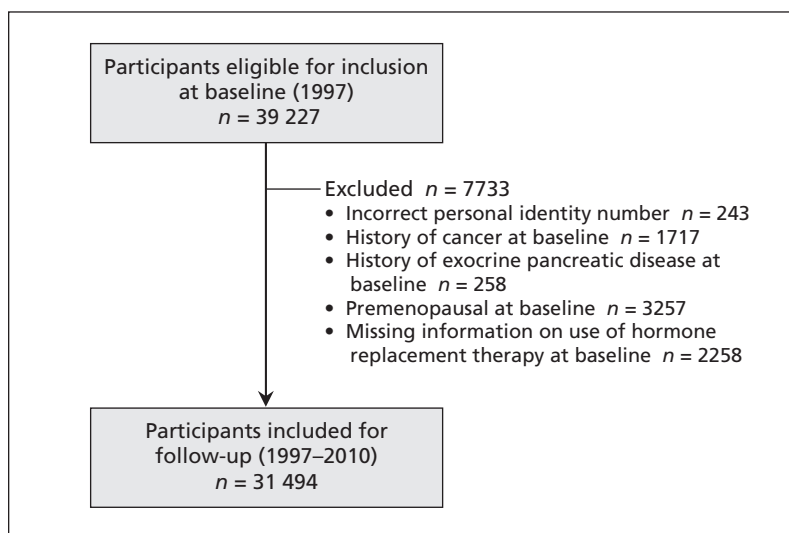 Participants eligible for inclusion
at baseline (1997)
n = 39 227
Excluded n = 7733
• Incorrect personal identity number n = 243
• History of cancer at baseline n = 1717
• History of exocrine pancreatic disease at
baseline n = 258
• Premenopausal at baseline n = 3257
• Missing information on use of hormone
replacement therapy at baseline n = 2258
Participants included for
follow-up (1997–2010)
n = 31 494